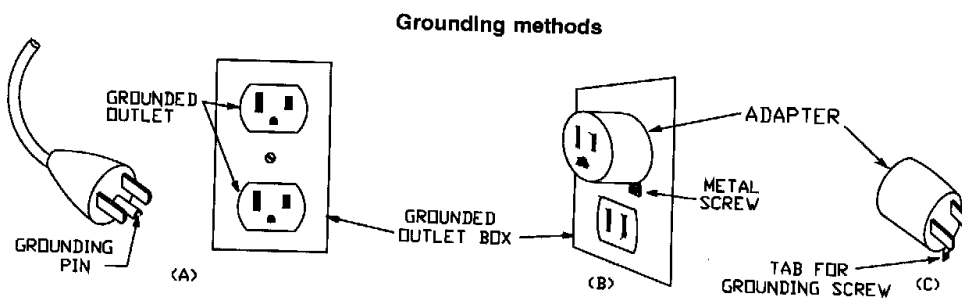 Grounding methods
GROUNDED
OUTLET
GROUNDING
PIN
(A)
GROUNDED
OUTLET BOX
ADAPTER
METAL
SCREW
(B)
TAB FOR
GROUNDING SCREW
(C)